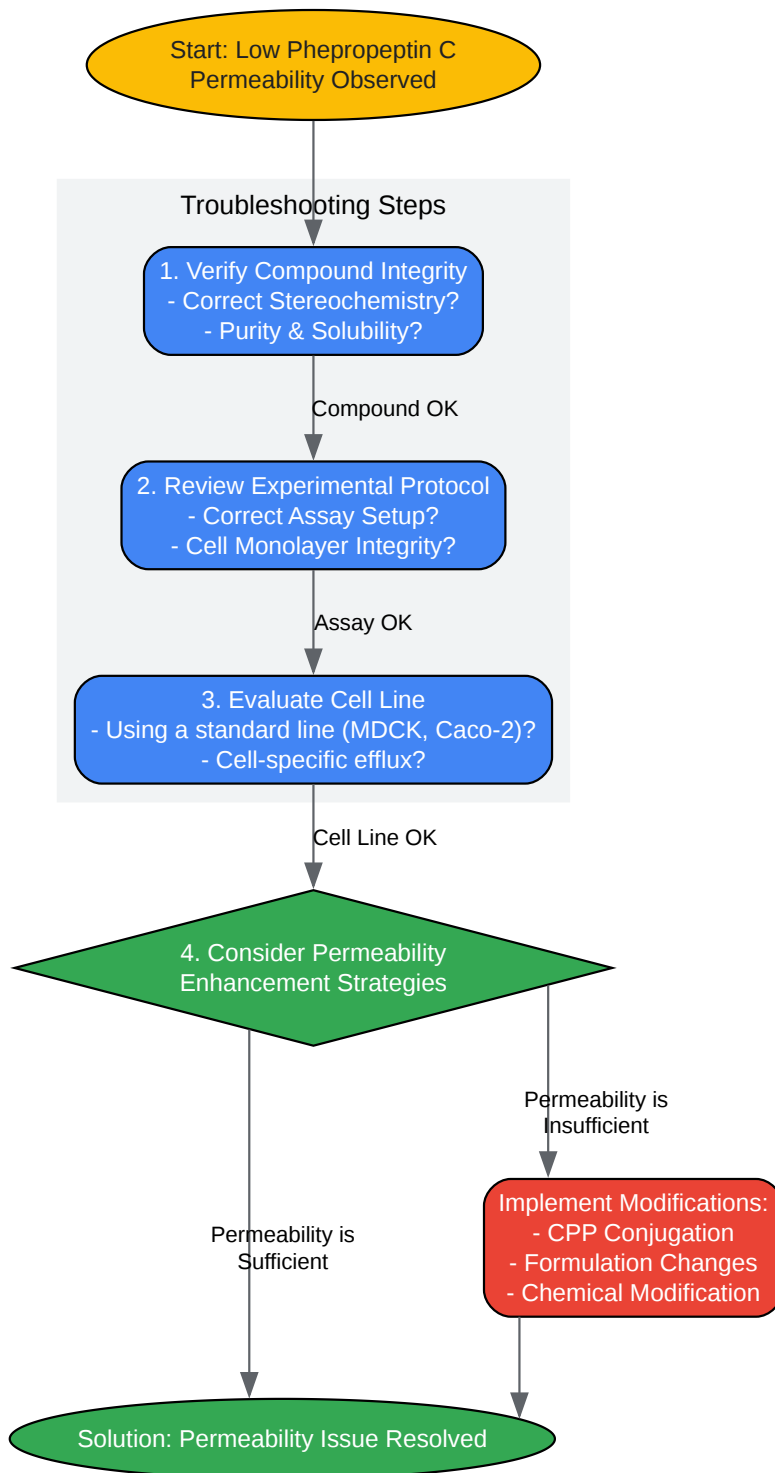 Start: Low Phepropeptin C
Permeability Observed
Troubleshooting Steps
1. Verify Compound Integrity
- Correct Stereochemistry?
- Purity & Solubility?
Compound OK
2. Review Experimental Protocol
- Correct Assay Setup?
- Cell Monolayer Integrity?
Assay OK
3. Evaluate Cell Line
- Using a standard line (MDCK, Caco-2)?
- Cell-specific efflux?
Cell Line OK
4. Consider Permeability
Enhancement Strategies
Permeability is
Insufficient
Implement Modifications:
- CPP Conjugation
- Formulation Changes
- Chemical Modification
Permeability is
Sufficient
Solution: Permeability Issue Resolved